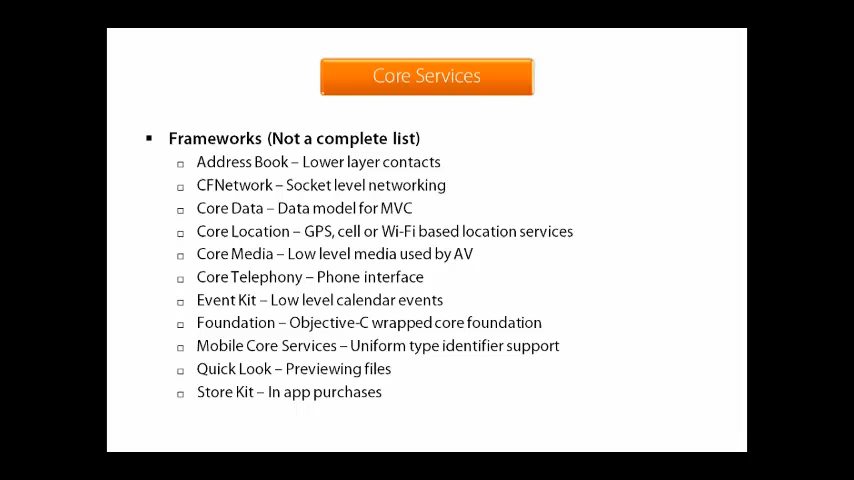 Core Services
Frameworks (Not a complete list)
Address Book – Lower layer contacts
CFNetwork – Socket level networking
Core Data – Data model for MVC
Core Location – GPS, cell or Wi-Fi based location services
Core Media – Low level media used by AV
Core Telephony – Phone interface
Event Kit – Low level calendar events
Foundation – Objective-C wrapped core foundation
Mobile Core Services – Uniform type identifier support
Quick Look – Previewing files
Store Kit – In app purchases